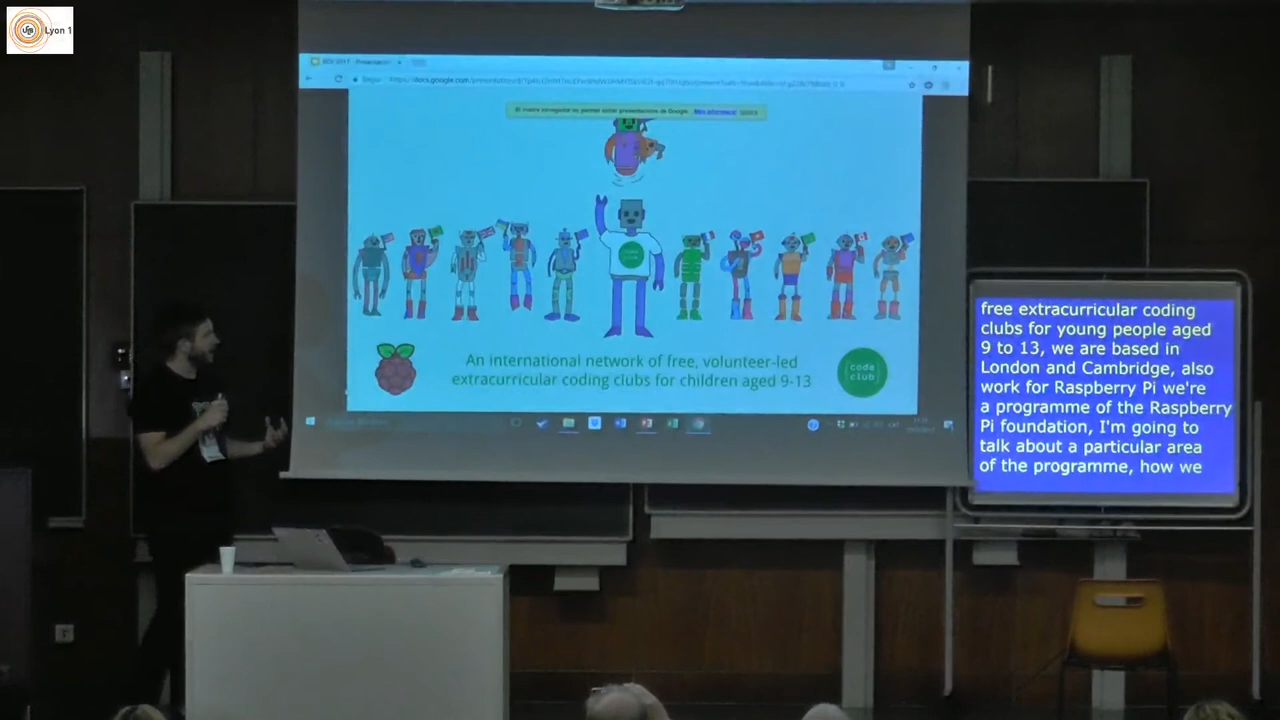 Lyon 1
docs.google.com
An international network of free, volunteer-led
extracurricular coding clubs for children aged 9-13
code
club
free extracurricular coding
clubs for young people aged
9 to 13, we are based in
London and Cambridge, also
work for Raspberry Pi we're
a programme of the Raspberry
Pi foundation, I'm going to
talk about a particular area
of the programme, how we